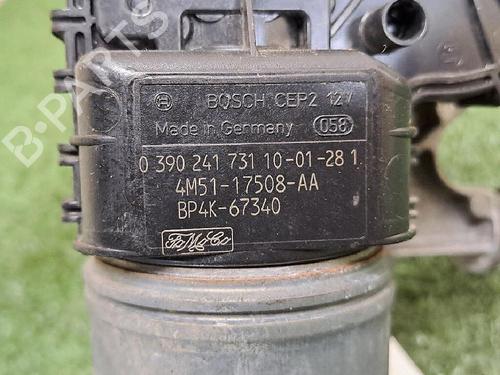 BOSCH CEP2 12V
Made in Germany 058
0 390 241 731 10-01-28 1
4M51-17508-AA
BP4K-67340
FoMoCo
B-PARTS